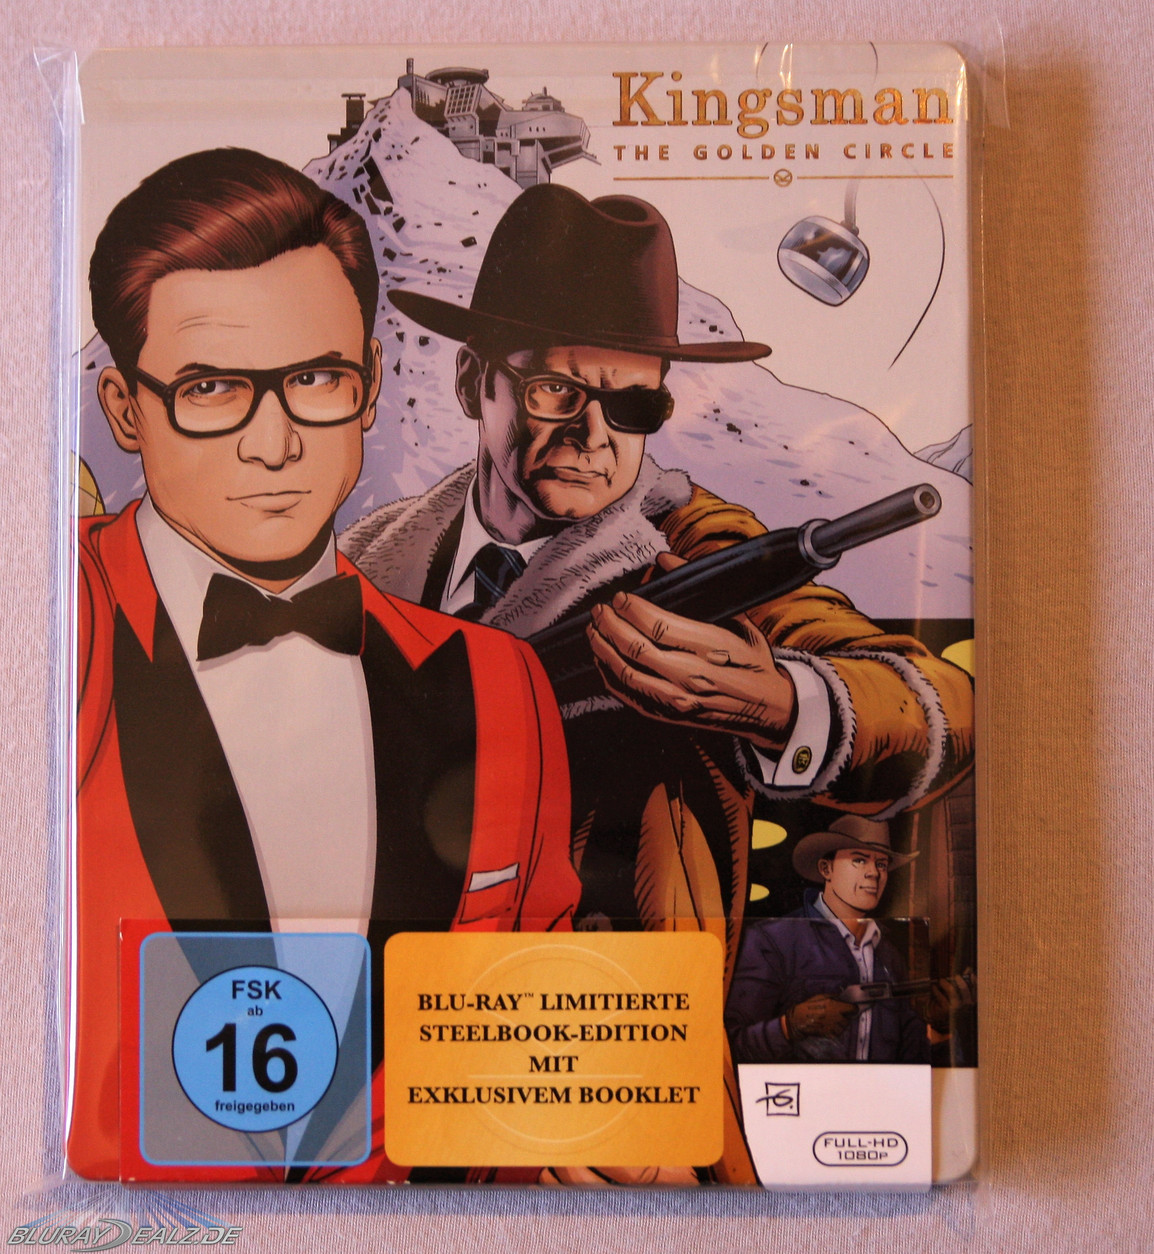 Kingsman
THE GOLDEN CIRCLE
FSK
ab
16
freigegeben
BLU-RAY™ LIMITIERTE
STEELBOOK-EDITION
MIT
EXKLUSIVEM BOOKLET
FULL-HD
1080P
BLURAYDEALZ.DE